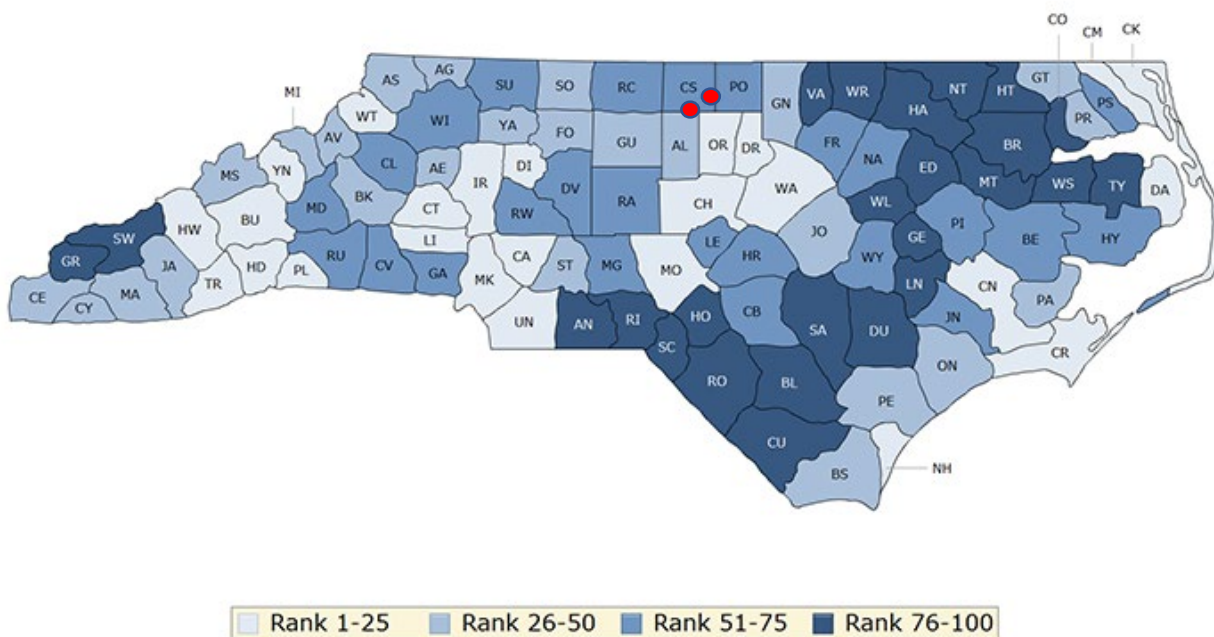 CO
CM
CK
MI
AS
AG
SU
SO
RC
CS
PO
GN
VA
WR
HA
NT
HT
GT
PS
PR
WT
AV
WI
YA
FO
GU
AL
OR
DR
FR
NA
BR
MS
YN
CL
AE
IR
DI
DV
RA
CH
WA
ED
MT
WS
TY
DA
SW
HW
BU
MD
BK
CT
RW
WL
JO
GE
PI
BE
HY
GR
JA
LI
LE
HR
WY
CE
CY
MA
TR
HD
PL
RU
CV
GA
MK
CA
ST
MG
MO
LN
CN
PA
UN
AN
RI
SC
HO
CB
SA
DU
JN
CR
RO
BL
ON
PE
CU
BS
NH
Rank 1-25 Rank 26-50 Rank 51-75 Rank 76-100